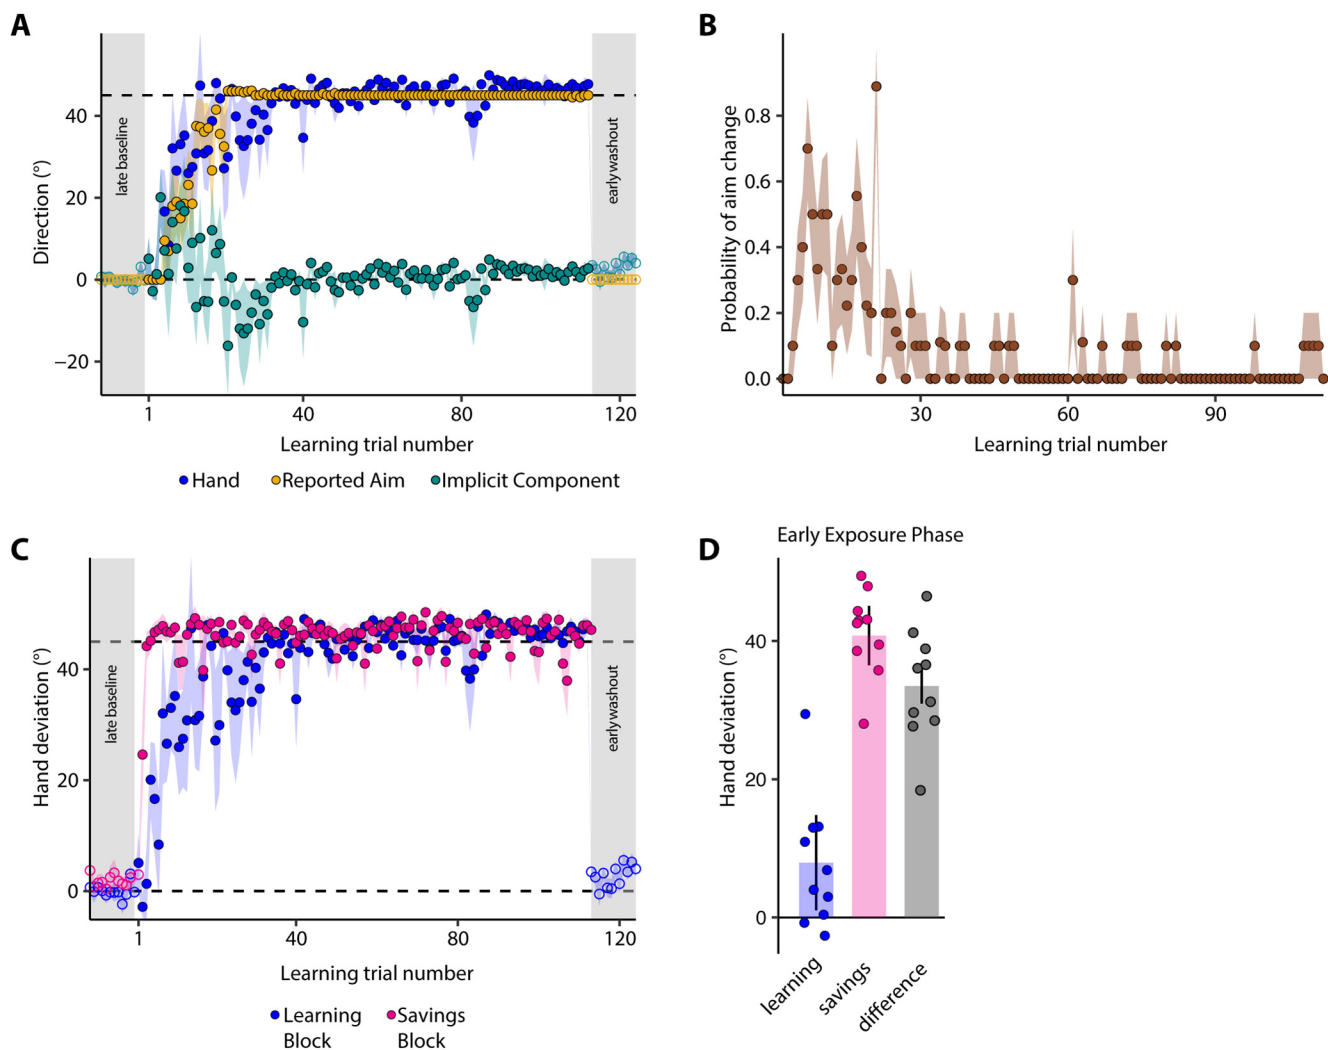 A
Direction (°)
40
20
0
−20
late baseline
early washout
1
40
80
120
Learning trial number
Hand
Reported Aim
Implicit Component
B
Probability of aim change
0.8
0.6
0.4
0.2
0.0
30
60
90
Learning trial number
C
Hand deviation (°)
40
20
0
late baseline
early washout
1
40
80
120
Learning trial number
Learning
Block
Savings
Block
D
Early Exposure Phase
Hand deviation (°)
40
20
0
learning
savings
difference